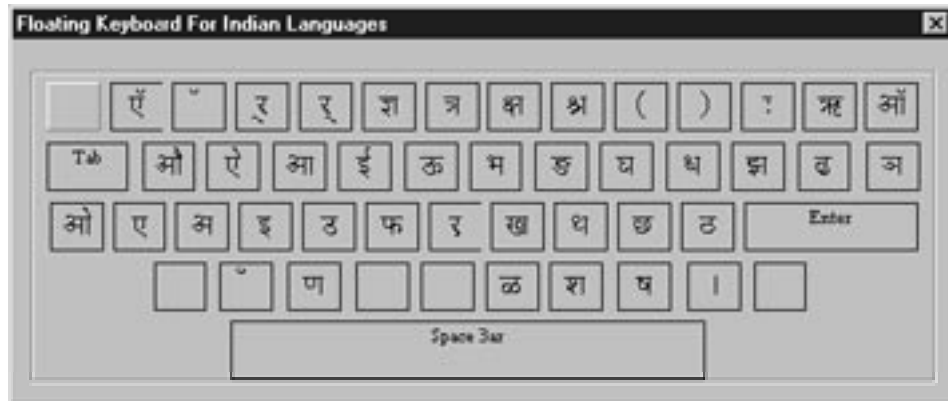 Floating Keyboard For Indian Languages
ऍ ज्ञ त्र क्ष श्र ( ) : ऋ ऑ
Tab औ ऐ आ ई ऊ भ ङ घ ध झ ढ ञ
ओ ए अ इ उ फ ख थ छ ठ Enter
ण ळ श ष ।
Space Bar